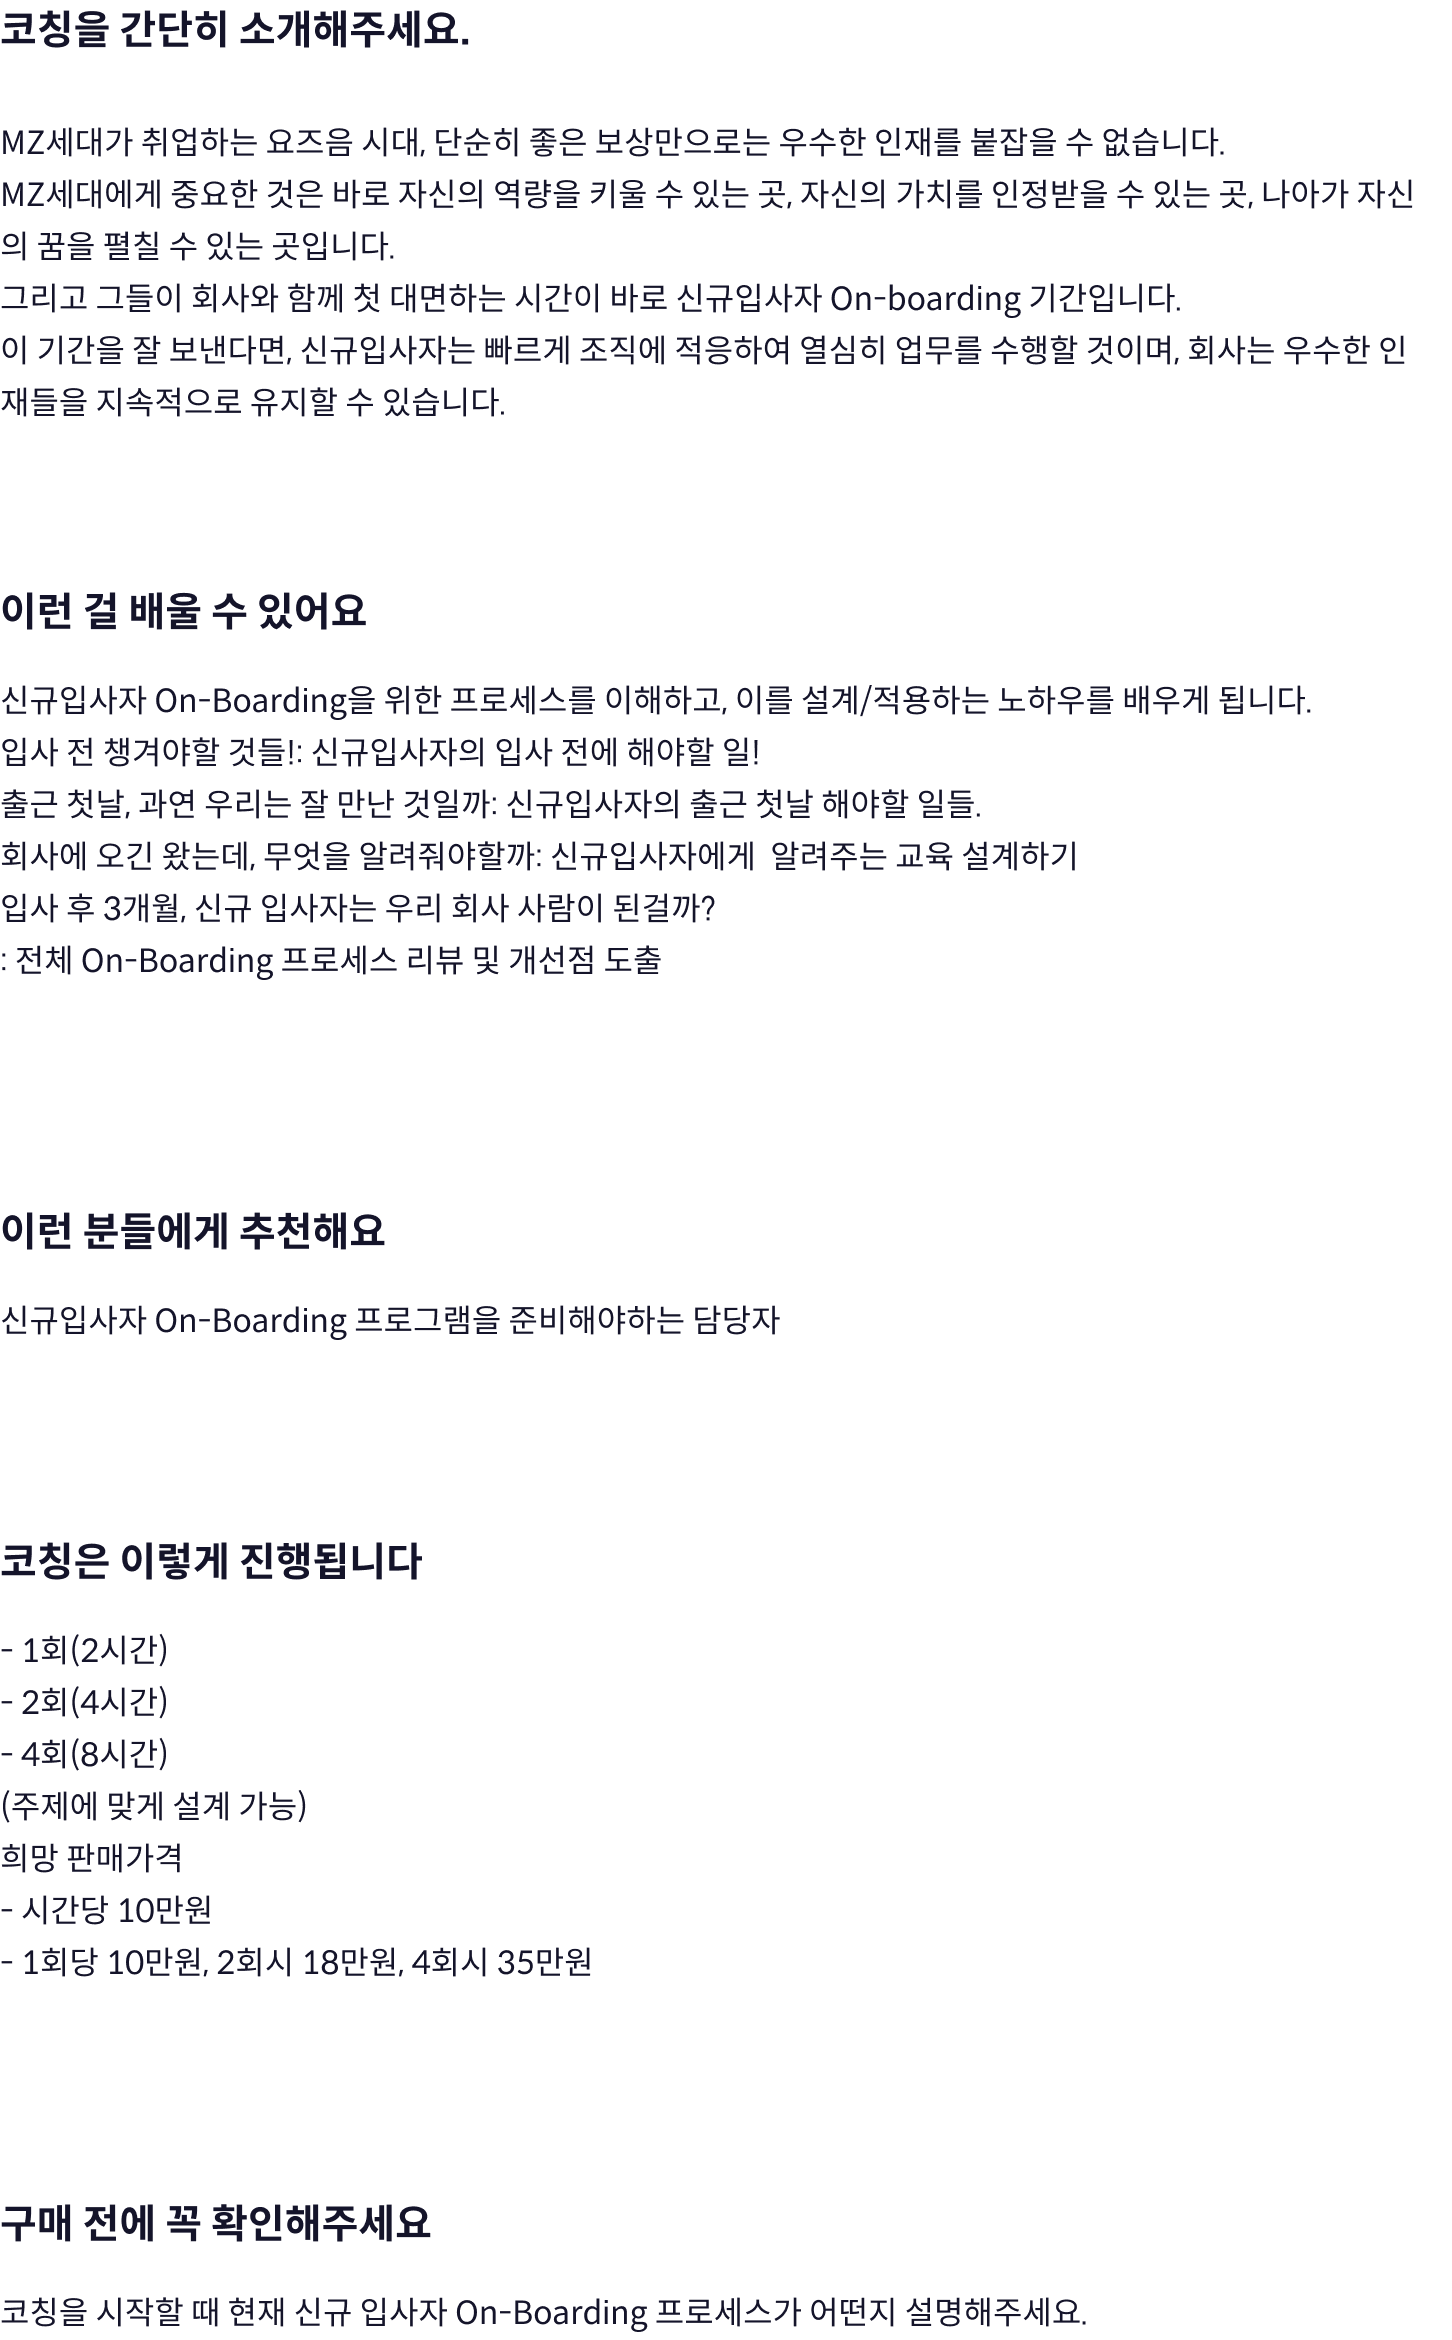 코칭을 간단히 소개해주세요.
MZ세대가 취업하는 요즈음 시대, 단순히 좋은 보상만으로는 우수한 인재를 붙잡을 수 없습니다.
MZ세대에게 중요한 것은 바로 자신의 역량을 키울 수 있는 곳, 자신의 가치를 인정받을 수 있는 곳, 나아가 자신
의 꿈을 펼칠 수 있는 곳입니다.
그리고 그들이 회사와 함께 첫 대면하는 시간이 바로 신규입사자 On-boarding 기간입니다.
이 기간을 잘 보낸다면, 신규입사자는 빠르게 조직에 적응하여 열심히 업무를 수행할 것이며, 회사는 우수한 인
재들을 지속적으로 유지할 수 있습니다.
이런 걸 배울 수 있어요
신규입사자 On-Boarding을 위한 프로세스를 이해하고, 이를 설계/적용하는 노하우를 배우게 됩니다.
입사 전 챙겨야할 것들!: 신규입사자의 입사 전에 해야할 일!
출근 첫날, 과연 우리는 잘 만난 것일까: 신규입사자의 출근 첫날 해야할 일들.
회사에 오긴 왔는데, 무엇을 알려줘야할까: 신규입사자에게  알려주는 교육 설계하기
입사 후 3개월, 신규 입사자는 우리 회사 사람이 된걸까?
: 전체 On-Boarding 프로세스 리뷰 및 개선점 도출
이런 분들에게 추천해요
신규입사자 On-Boarding 프로그램을 준비해야하는 담당자
코칭은 이렇게 진행됩니다
- 1회(2시간)
- 2회(4시간)
- 4회(8시간)
(주제에 맞게 설계 가능)
희망 판매가격
- 시간당 10만원
- 1회당 10만원, 2회시 18만원, 4회시 35만원
구매 전에 꼭 확인해주세요
코칭을 시작할 때 현재 신규 입사자 On-Boarding 프로세스가 어떤지 설명해주세요.